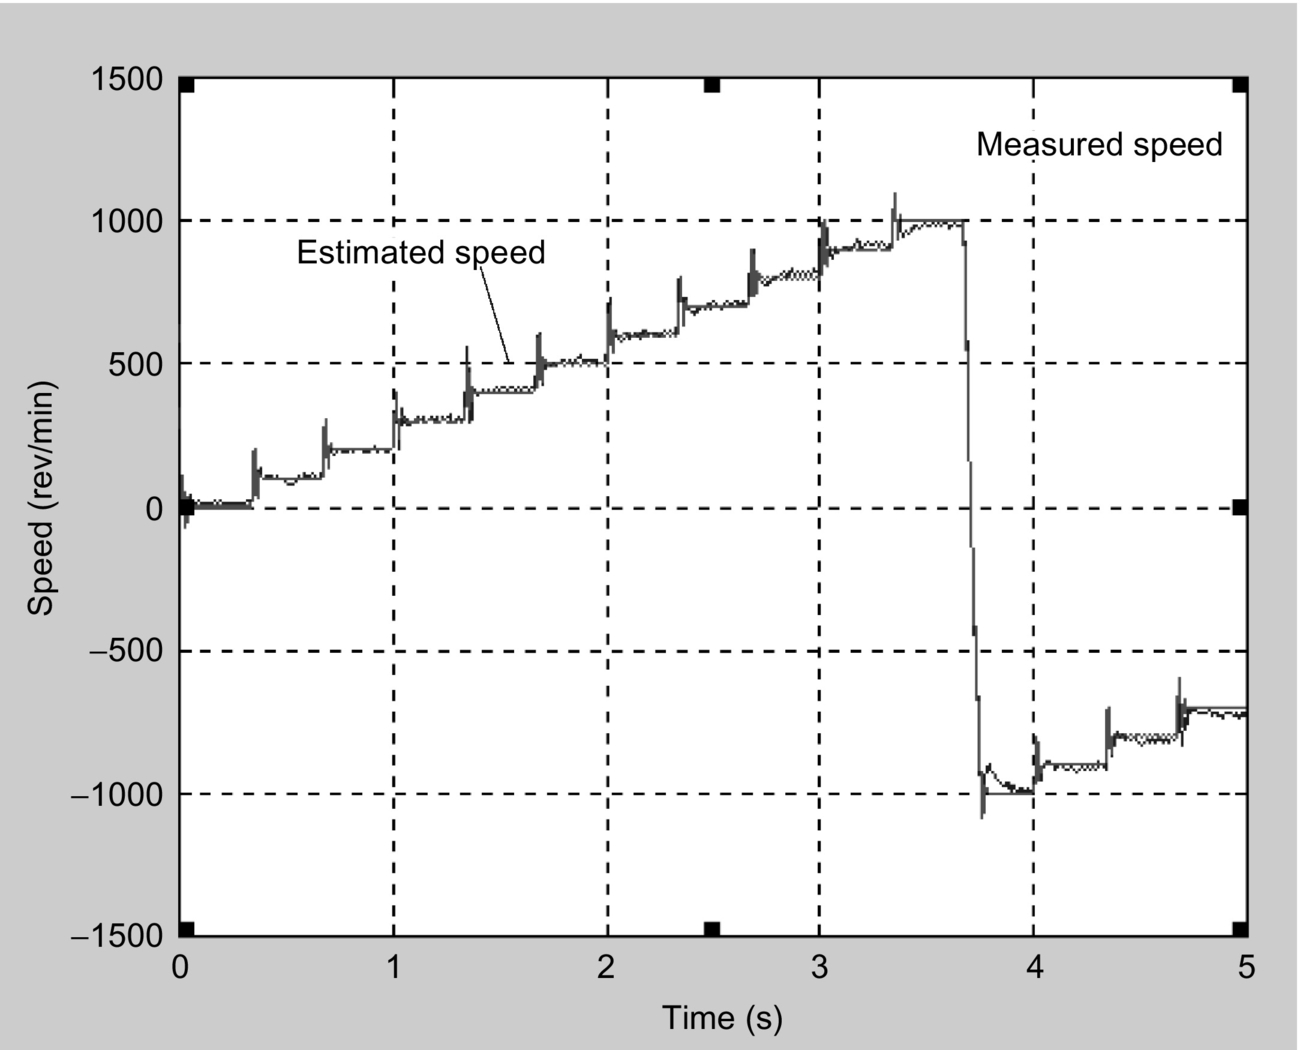 1500
Measured speed
1000
Estimated speed
500
0
–500
–1000
–1500
0 1 2 3 4 5
Speed (rev/min)
Time (s)